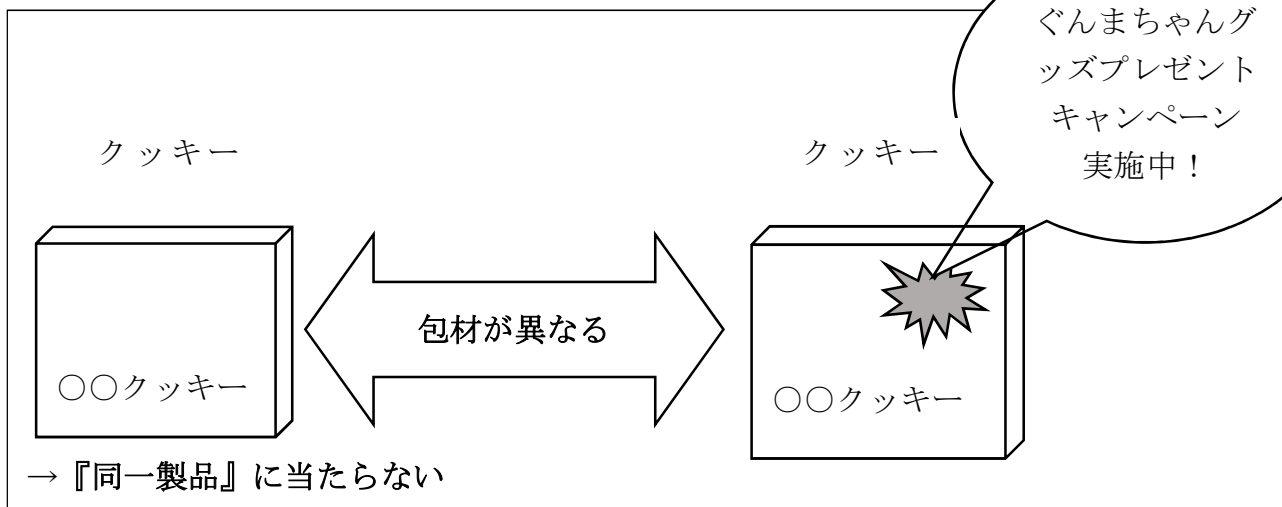 ぐんまちゃんグ
ッズプレゼント
キャンペーン
実施中！
クッキー
クッキー
包材が異なる
○○クッキー
○○クッキー
→『同一製品』に当たらない